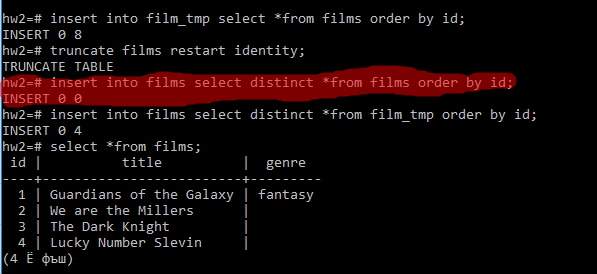 hw2=# insert into film_tmp select *from films order by id;
INSERT 0 8
hw2=# truncate films restart identity;
TRUNCATE TABLE
hw2=# insert into films select distinct *from films order by id;
INSERT 0 0
hw2=# insert into films select distinct *from film_tmp order by id;
INSERT 0 4
hw2=# select *from films;
 id |          title          |  genre
----+-------------------------+---------
  1 | Guardians of the Galaxy | fantasy
  2 | We are the Millers      |
  3 | The Dark Knight         |
  4 | Lucky Number Slevin     |
(4 Ё фъш)